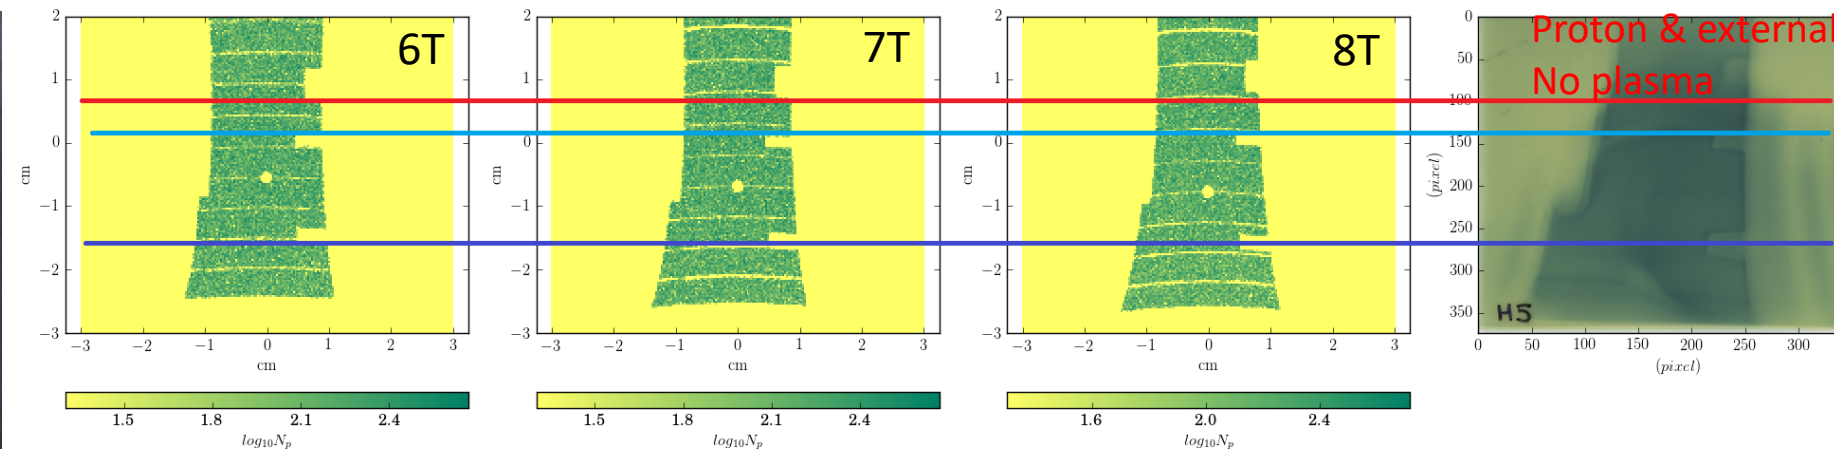 6T
7T
8T
Proton & external
No plasma
2
1
0
−1
−2
−3
cm
−3 −2 −1 0 1 2 3
cm
1.5 1.8 2.1 2.4
log10Np
2
1
0
−1
−2
−3
cm
−3 −2 −1 0 1 2 3
cm
1.5 1.8 2.1 2.4
log10Np
2
1
0
−1
−2
−3
cm
−3 −2 −1 0 1 2 3
cm
1.6 2.0 2.4
log10Np
0
50
100
150
200
250
300
350
(pixel)
H5
0 50 100 150 200 250 300
(pixel)